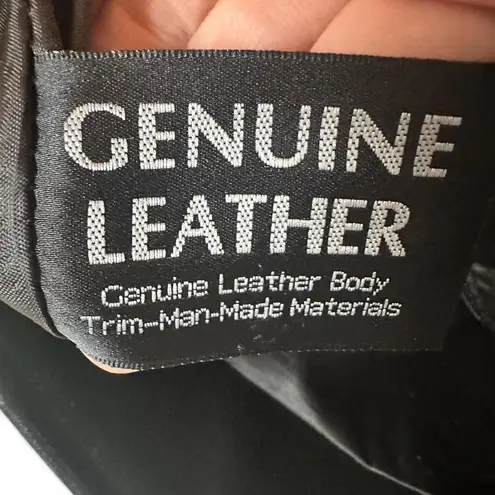 GENUINE
LEATHER
Genuine Leather Body
Trim-Man-Made Materials